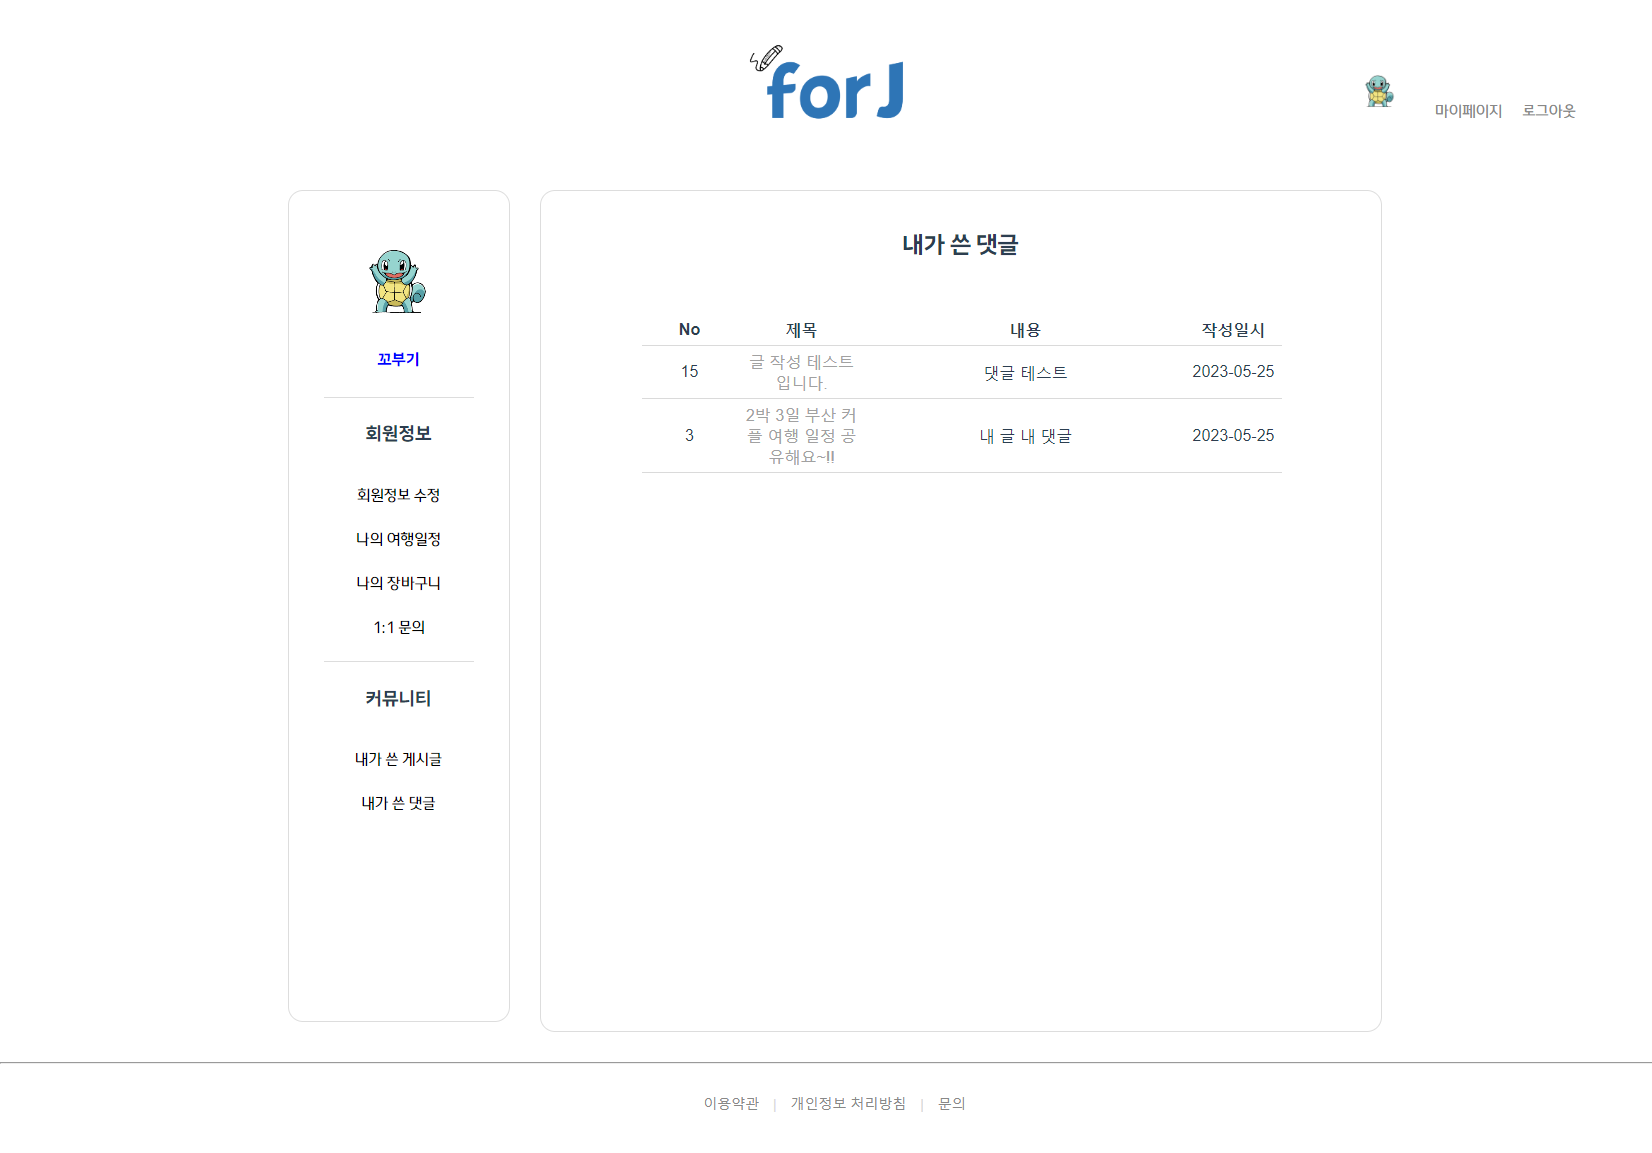 forJ
마이페이지 로그아웃
꼬부기
회원정보
회원정보 수정
나의 여행일정
나의 장바구니
1:1 문의
커뮤니티
내가 쓴 게시글
내가 쓴 댓글
내가 쓴 댓글
No 제목 내용 작성일시
15 글 작성 테스트 댓글 테스트 2023-05-25
입니다.
2박 3일 부산 커
3 플 여행 일정 공 내 글 내 댓글 2023-05-25
유해요~!!
이용약관 | 개인정보 처리방침 | 문의